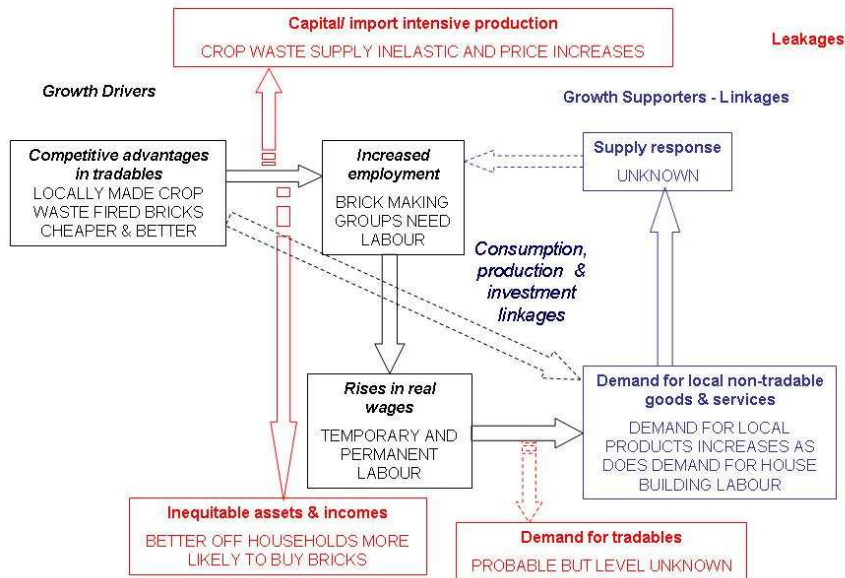 Capital/ import intensive production
CROP WASTE SUPPLY INELASTIC AND PRICE INCREASES
Leakages
Growth Drivers
Growth Supporters - Linkages
Competitive advantages
in tradables
LOCALLY MADE CROP
WASTE FIRED BRICKS
CHEAPER & BETTER
Increased
employment
BRICK MAKING
GROUPS NEED
LABOUR
Supply response
UNKNOWN
Consumption,
production &
investment
linkages
Rises in real
wages
TEMPORARY AND
PERMANENT
LABOUR
Demand for local non-tradable
goods & services
DEMAND FOR LOCAL
PRODUCTS INCREASES AS
DOES DEMAND FOR HOUSE
BUILDING LABOUR
Inequitable assets & incomes
BETTER OFF HOUSEHOLDS MORE
LIKELY TO BUY BRICKS
Demand for tradables
PROBABLE BUT LEVEL UNKNOWN